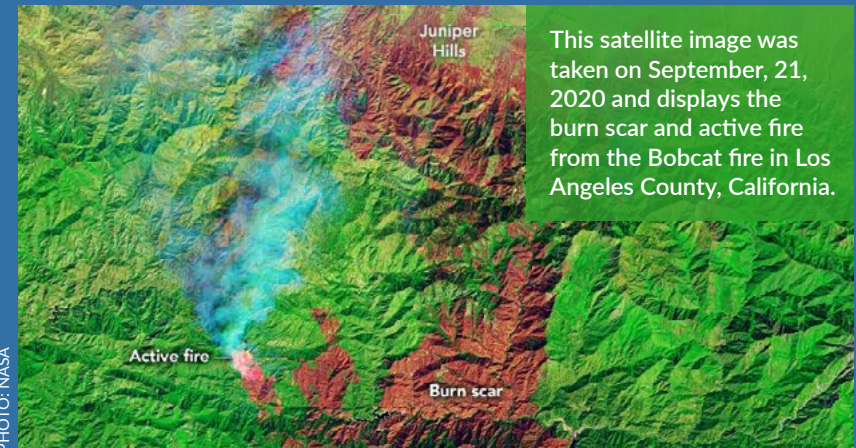 Juniper
Hills
This satellite image was
taken on September, 21,
2020 and displays the
burn scar and active fire
from the Bobcat fire in Los
Angeles County, California.
Active fire
Burn scar
PHOTO: NASA